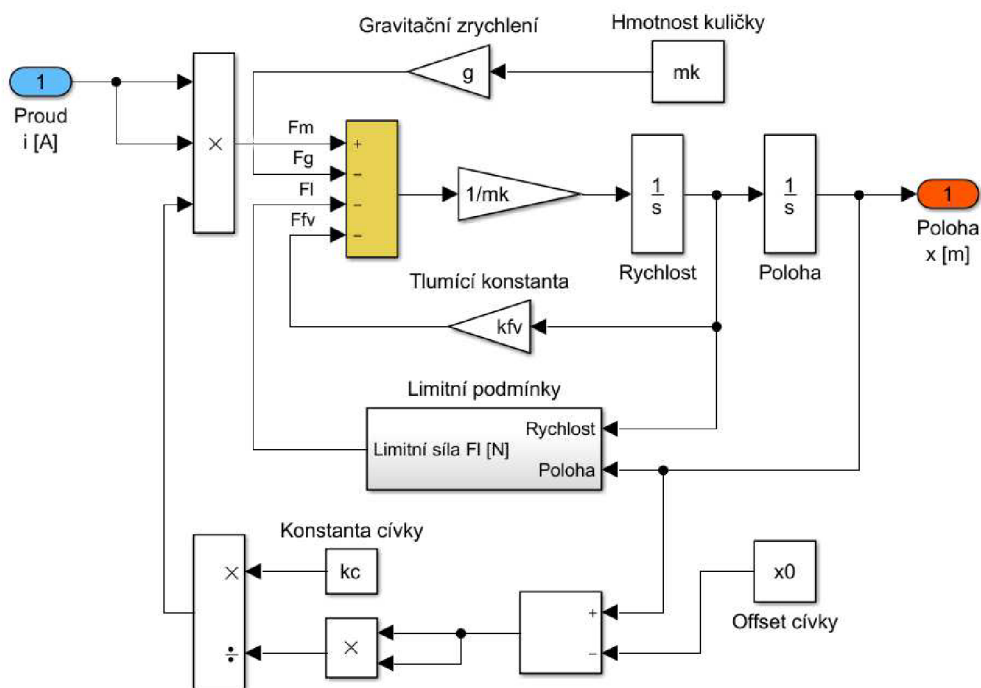 Gravitační zrychlení
Hmotnost kuličky
1
g
mk
Proud
i [A]
×
Fm
+
Fg
−
Fl
−
Ffv
−
1/mk
1
s
1
s
1
Rychlost
Poloha
Poloha
x [m]
Tlumící konstanta
kfv
Limitní podmínky
Rychlost
Limitní síla Fl [N]
Poloha
Konstanta cívky
×
kc
x0
+
−
Offset cívky
÷
×